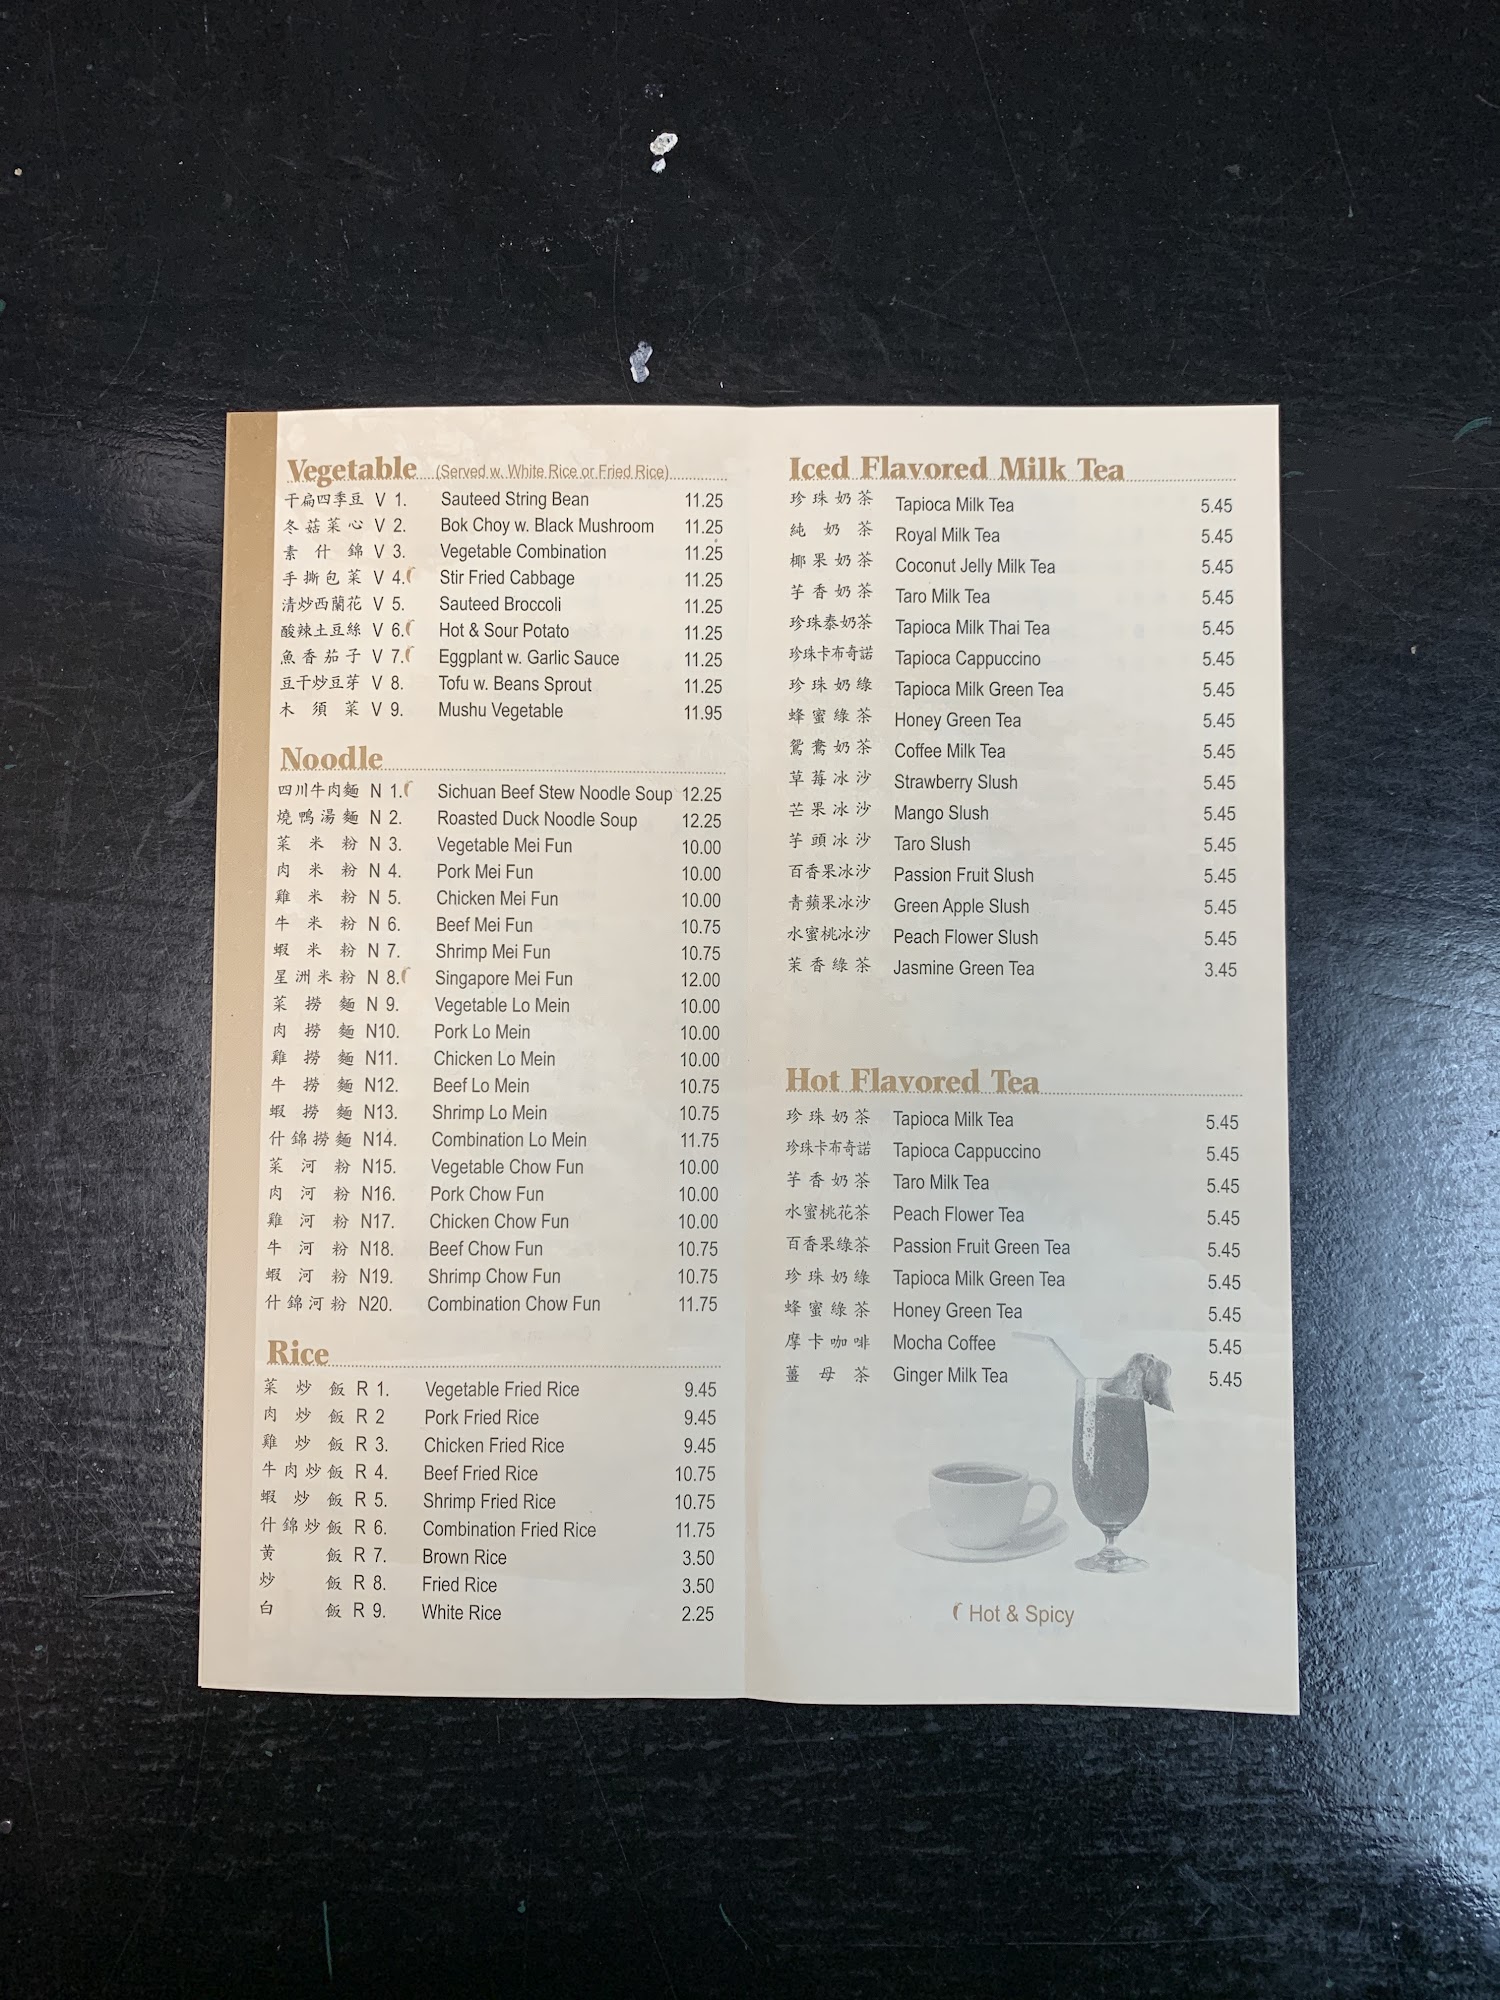 Vegetable (Served w. White Rice or Fried Rice)
干扁四季豆 V 1. Sauteed String Bean 11.25
冬菇菜心 V 2. Bok Choy w. Black Mushroom 11.25
素什錦 V 3. Vegetable Combination 11.25
手撕包菜 V 4. Stir Fried Cabbage 11.25
清炒西蘭花 V 5. Sauteed Broccoli 11.25
酸辣土豆絲 V 6. Hot & Sour Potato 11.25
魚香茄子 V 7. Eggplant w. Garlic Sauce 11.25
豆干炒豆芽 V 8. Tofu w. Beans Sprout 11.25
木須菜 V 9. Mushu Vegetable 11.95
Noodle
四川牛肉麵 N 1. Sichuan Beef Stew Noodle Soup 12.25
燒鴨湯麵 N 2. Roasted Duck Noodle Soup 12.25
菜米粉 N 3. Vegetable Mei Fun 10.00
肉米粉 N 4. Pork Mei Fun 10.00
雞米粉 N 5. Chicken Mei Fun 10.00
牛米粉 N 6. Beef Mei Fun 10.75
蝦米粉 N 7. Shrimp Mei Fun 10.75
星洲米粉 N 8. Singapore Mei Fun 12.00
菜撈麵 N 9. Vegetable Lo Mein 10.00
肉撈麵 N10. Pork Lo Mein 10.00
雞撈麵 N11. Chicken Lo Mein 10.00
牛撈麵 N12. Beef Lo Mein 10.75
蝦撈麵 N13. Shrimp Lo Mein 10.75
什錦撈麵 N14. Combination Lo Mein 11.75
菜河粉 N15. Vegetable Chow Fun 10.00
肉河粉 N16. Pork Chow Fun 10.00
雞河粉 N17. Chicken Chow Fun 10.00
牛河粉 N18. Beef Chow Fun 10.75
蝦河粉 N19. Shrimp Chow Fun 10.75
什錦河粉 N20. Combination Chow Fun 11.75
Rice
菜炒飯 R 1. Vegetable Fried Rice 9.45
肉炒飯 R 2 Pork Fried Rice 9.45
雞炒飯 R 3. Chicken Fried Rice 9.45
牛肉炒飯 R 4. Beef Fried Rice 10.75
蝦炒飯 R 5. Shrimp Fried Rice 10.75
什錦炒飯 R 6. Combination Fried Rice 11.75
黃飯 R 7. Brown Rice 3.50
炒飯 R 8. Fried Rice 3.50
白飯 R 9. White Rice 2.25
Iced Flavored Milk Tea
珍珠奶茶 Tapioca Milk Tea 5.45
純奶茶 Royal Milk Tea 5.45
椰果奶茶 Coconut Jelly Milk Tea 5.45
芋香奶茶 Taro Milk Tea 5.45
珍珠泰奶茶 Tapioca Milk Thai Tea 5.45
珍珠卡布奇諾 Tapioca Cappuccino 5.45
珍珠奶綠 Tapioca Milk Green Tea 5.45
蜂蜜綠茶 Honey Green Tea 5.45
鴛鴦奶茶 Coffee Milk Tea 5.45
草莓冰沙 Strawberry Slush 5.45
芒果冰沙 Mango Slush 5.45
芋頭冰沙 Taro Slush 5.45
百香果冰沙 Passion Fruit Slush 5.45
青蘋果冰沙 Green Apple Slush 5.45
水蜜桃冰沙 Peach Flower Slush 5.45
茉香綠茶 Jasmine Green Tea 3.45
Hot Flavored Tea
珍珠奶茶 Tapioca Milk Tea 5.45
珍珠卡布奇諾 Tapioca Cappuccino 5.45
芋香奶茶 Taro Milk Tea 5.45
水蜜桃花茶 Peach Flower Tea 5.45
百香果綠茶 Passion Fruit Green Tea 5.45
珍珠奶綠 Tapioca Milk Green Tea 5.45
蜂蜜綠茶 Honey Green Tea 5.45
摩卡咖啡 Mocha Coffee 5.45
薑母茶 Ginger Milk Tea 5.45
Hot & Spicy